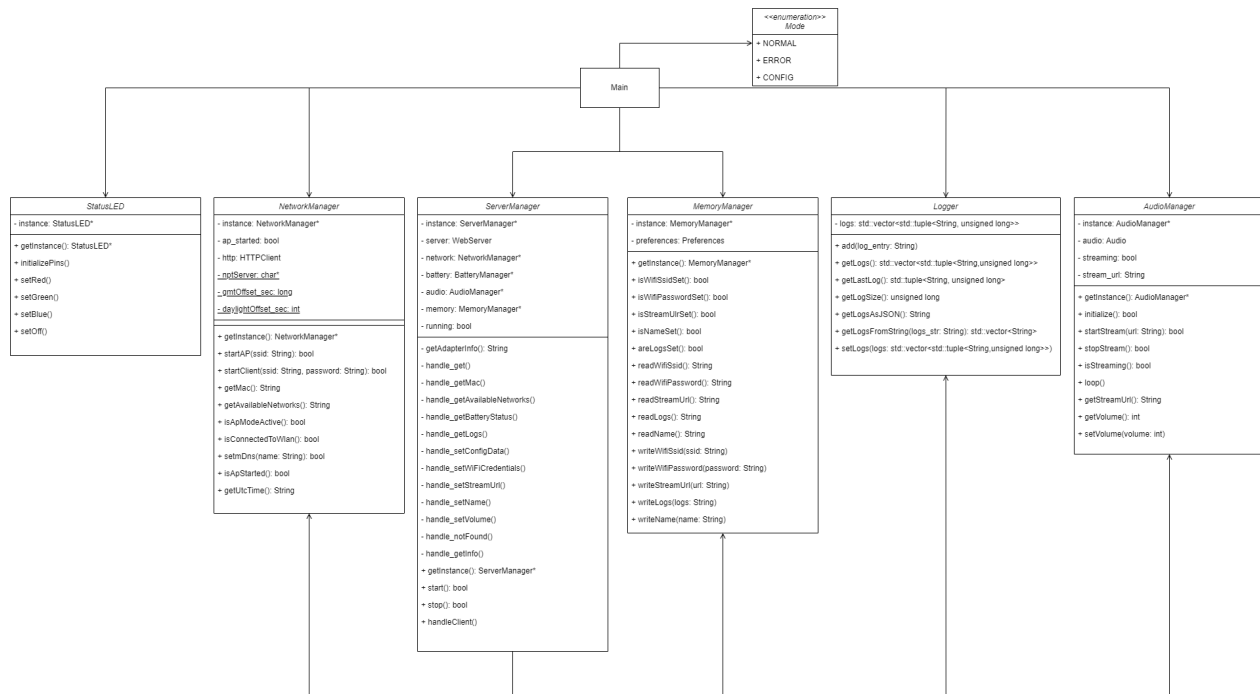 <<enumeration>>
Mode
+ NORMAL
+ ERROR
+ CONFIG
Main
StatusLED
- instance: StatusLED*
+ getInstance(): StatusLED*
+ initializePins()
+ setRed()
+ setGreen()
+ setBlue()
+ setOff()
NetworkManager
- instance: NetworkManager*
- ap_started: bool
- http: HTTPClient
- nptServer: char*
- gmtOffset_sec: long
- daylightOffset_sec: int
+ getInstance(): NetworkManager*
+ startAP(ssid: String): bool
+ startClient(ssid: String, password: String): bool
+ getMac(): String
+ getAvailableNetworks(): String
+ isApModeActive(): bool
+ isConnectedToWlan(): bool
+ setmDns(name: String): bool
+ isApStarted(): bool
+ getUtcTime(): String
ServerManager
- instance: ServerManager*
- server: WebServer
- network: NetworkManager*
- battery: BatteryManager*
- audio: AudioManager*
- memory: MemoryManager*
- running: bool
- getAdapterInfo(): String
- handle_get()
- handle_getMac()
- handle_getAvailableNetworks()
- handle_getBatteryStatus()
- handle_getLogs()
- handle_setConfigData()
- handle_setWiFiCredentials()
- handle_setStreamUrl()
- handle_setName()
- handle_setVolume()
- handle_notFound()
- handle_getInfo()
+ getInstance(): ServerManager*
+ start(): bool
+ stop(): bool
+ handleClient()
MemoryManager
- instance: MemoryManager*
- preferences: Preferences
+ getInstance(): MemoryManager*
+ isWifiSsidSet(): bool
+ isWifiPasswordSet(): bool
+ isStreamUlrSet(): bool
+ isNameSet(): bool
+ areLogsSet(): bool
+ readWifiSsid(): String
+ readWifiPassword(): String
+ readStreamUrl(): String
+ readLogs(): String
+ readName(): String
+ writeWifiSsid(ssid: String)
+ writeWifiPassword(password: String)
+ writeStreamUrl(url: String)
+ writeLogs(logs: String)
+ writeName(name: String)
Logger
- logs: std::vector<std::tuple<String, unsigned long>>
+ add(log_entry: String)
+ getLogs(): std::vector<std::tuple<String,unsigned long>>
+ getLastLog(): std::tuple<String, unsigned long>
+ getLogSize(): unsigned long
+ getLogsAsJSON(): String
+ getLogsFromString(logs_str: String): std::vector<String>
+ setLogs(logs: std::vector<std::tuple<String,unsigned long>>)
AudioManager
- instance: AudioManager*
- audio: Audio
- streaming: bool
- stream_url: String
+ getInstance(): AudioManager*
+ initialize(): bool
+ startStream(url: String): bool
+ stopStream(): bool
+ isStreaming(): bool
+ loop()
+ getStreamUrl(): String
+ getVolume(): int
+ setVolume(volume: int)